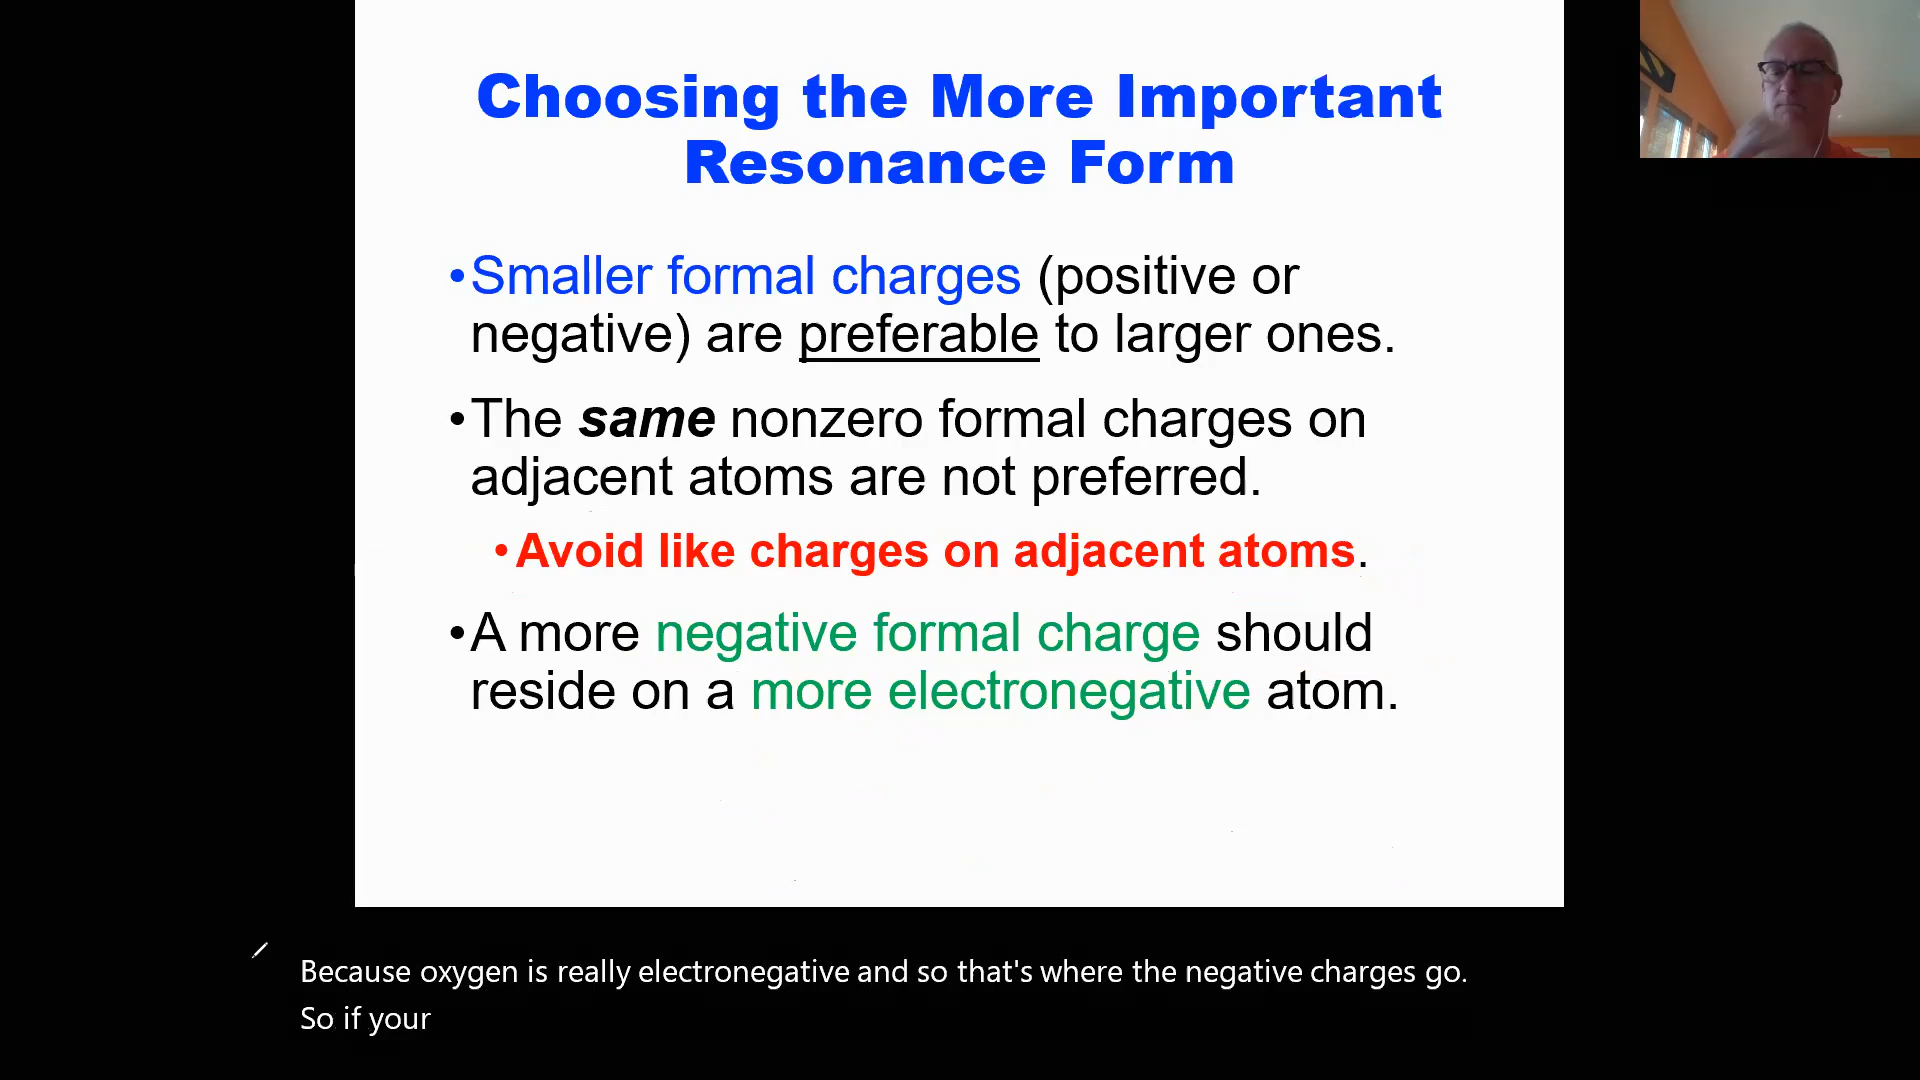 Choosing the More Important
Resonance Form
•Smaller formal charges (positive or
negative) are preferable to larger ones.
•The same nonzero formal charges on
adjacent atoms are not preferred.
•Avoid like charges on adjacent atoms.
•A more negative formal charge should
reside on a more electronegative atom.
Because oxygen is really electronegative and so that's where the negative charges go.
So if your